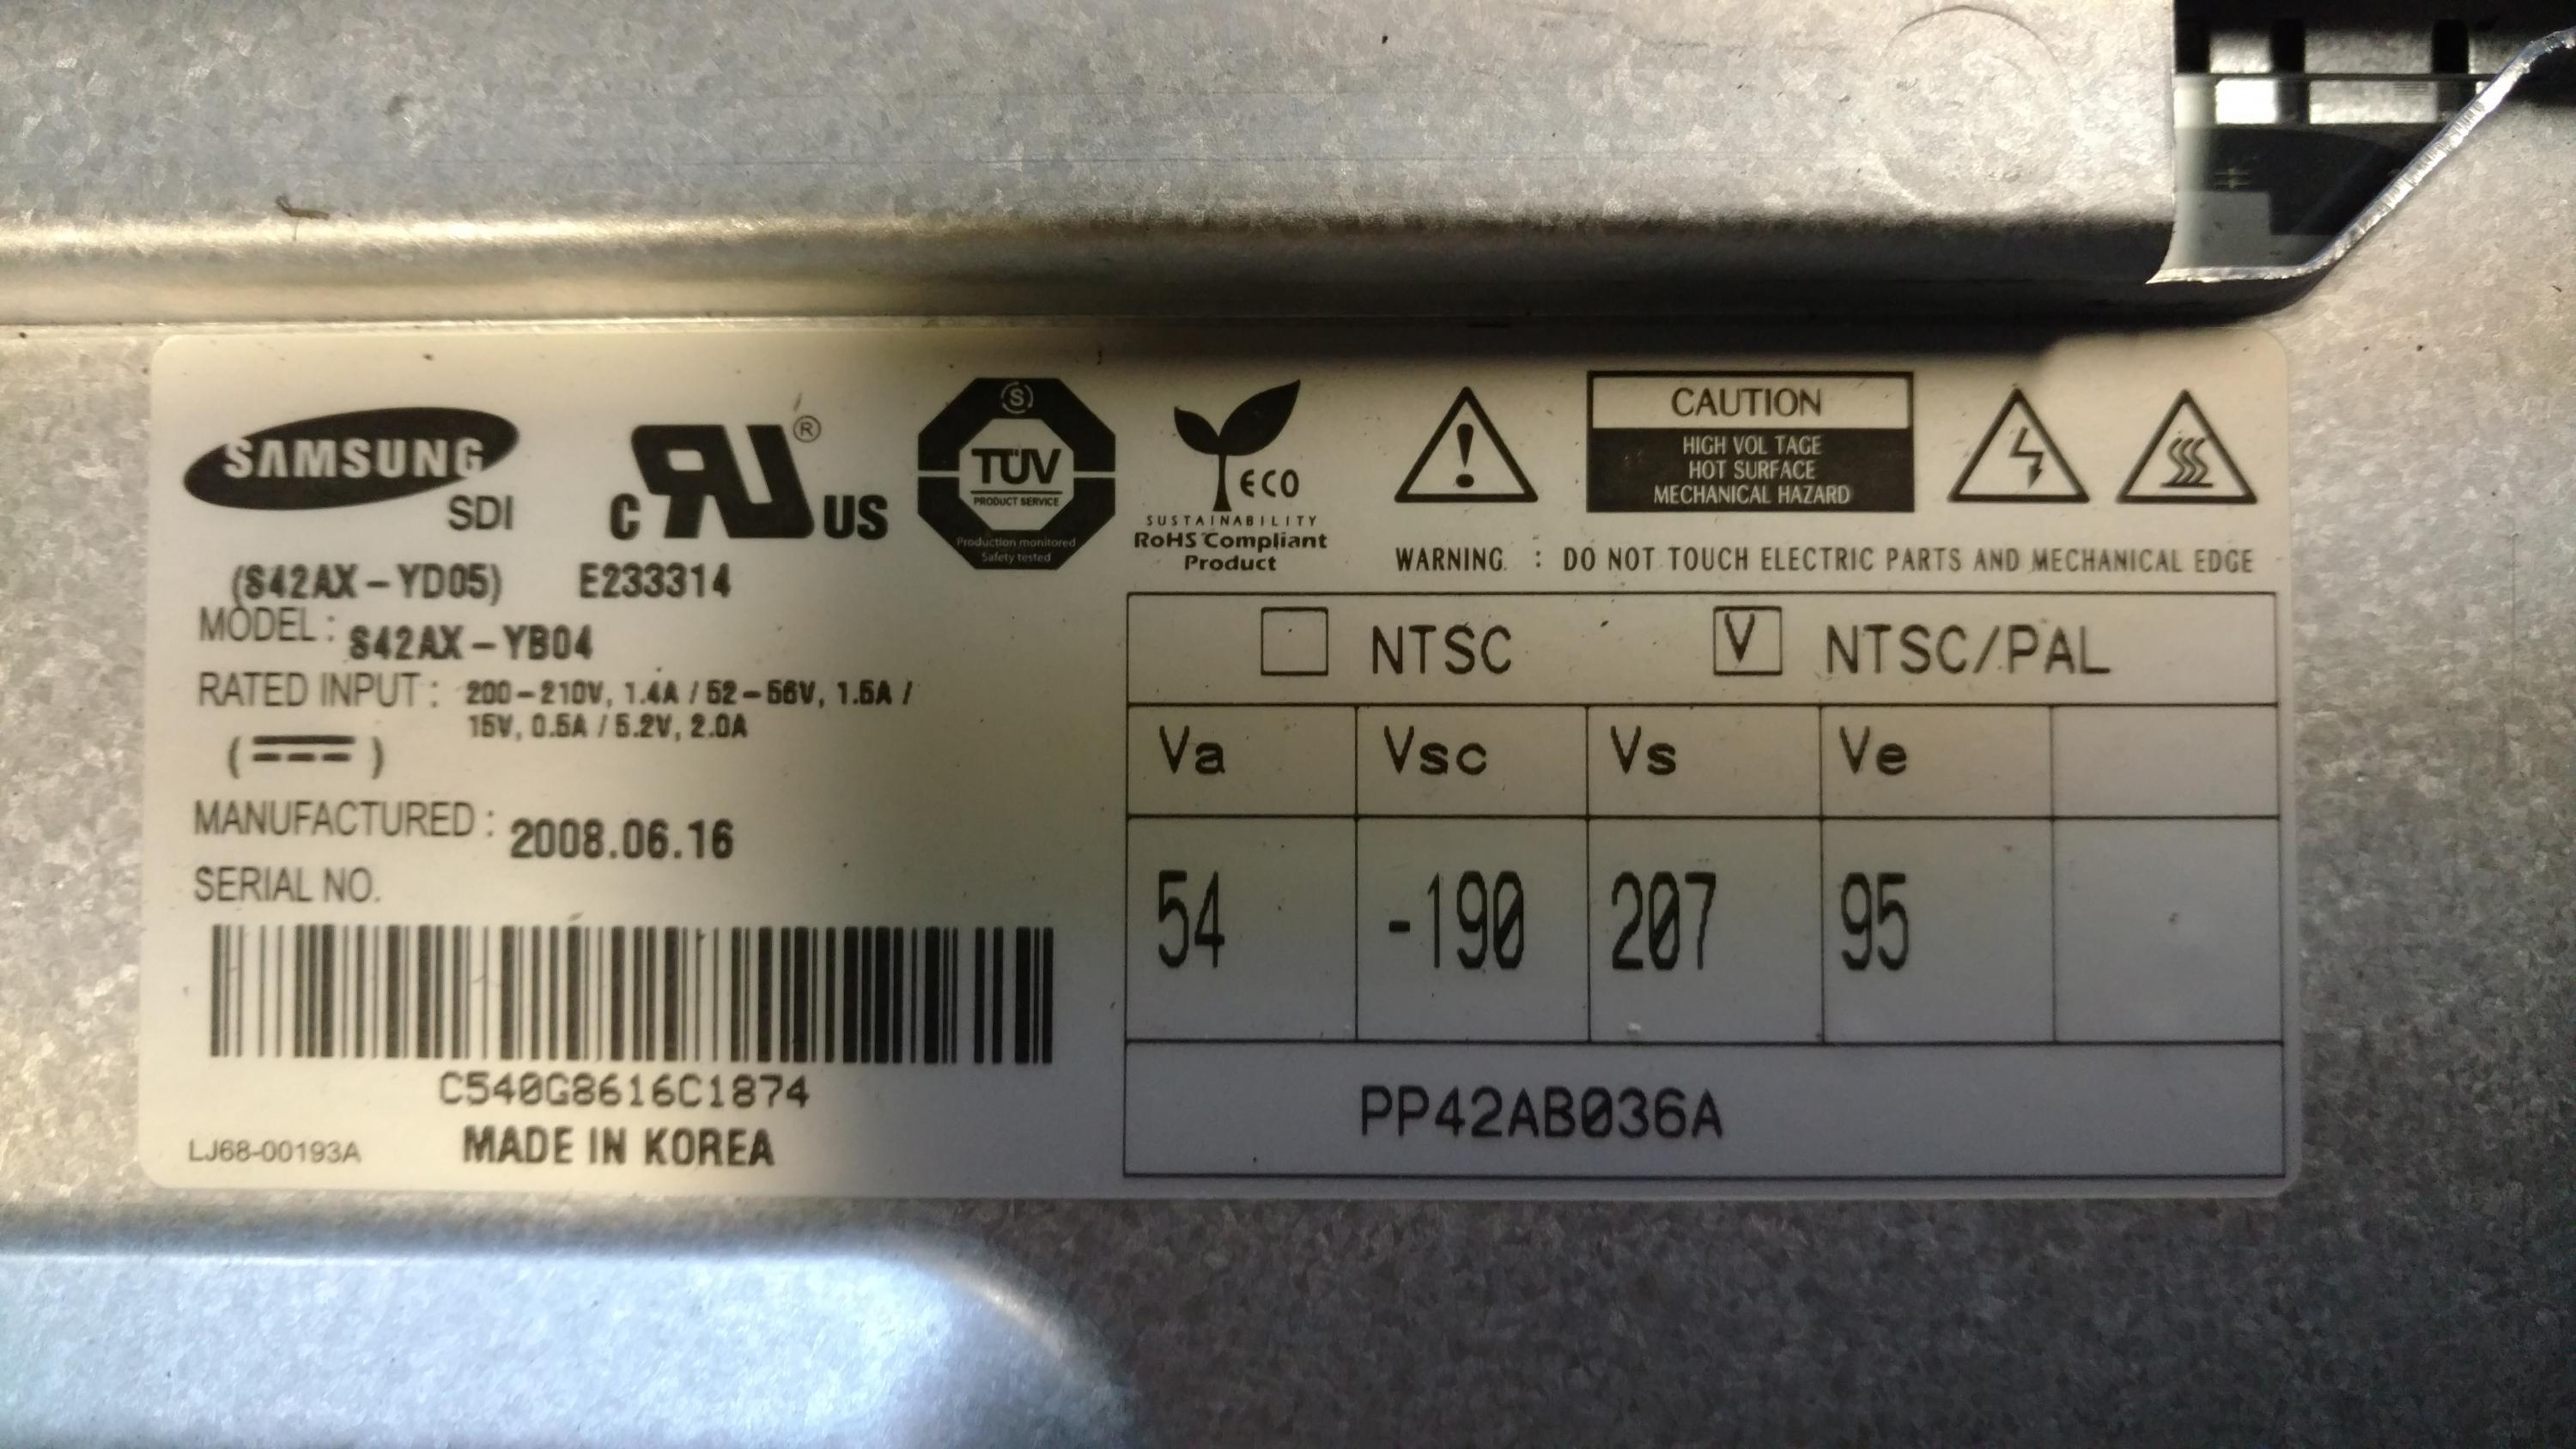 SAMSUNG
SDI
C RU ® US
S
TÜV
PRODUCT SERVICE
Production monitored
Safety tested
ECO
SUSTAINABILITY
RoHS Compliant
Product
CAUTION
HIGH VOL TAGE
HOT SURFACE
MECHANICAL HAZARD
WARNING : DO NOT TOUCH ELECTRIC PARTS AND MECHANICAL EDGE
(S42AX-YD05) E233314
MODEL : S42AX-YB04
RATED INPUT : 200-210V, 1.4A / 52-56V, 1.5A /
15V, 0.5A / 5.2V, 2.0A
MANUFACTURED : 2008.06.16
SERIAL NO.
C540G8616C1874
LJ68-00193A MADE IN KOREA
NTSC V NTSC/PAL
Va Vsc Vs Ve
54 -190 207 95
PP42AB036A